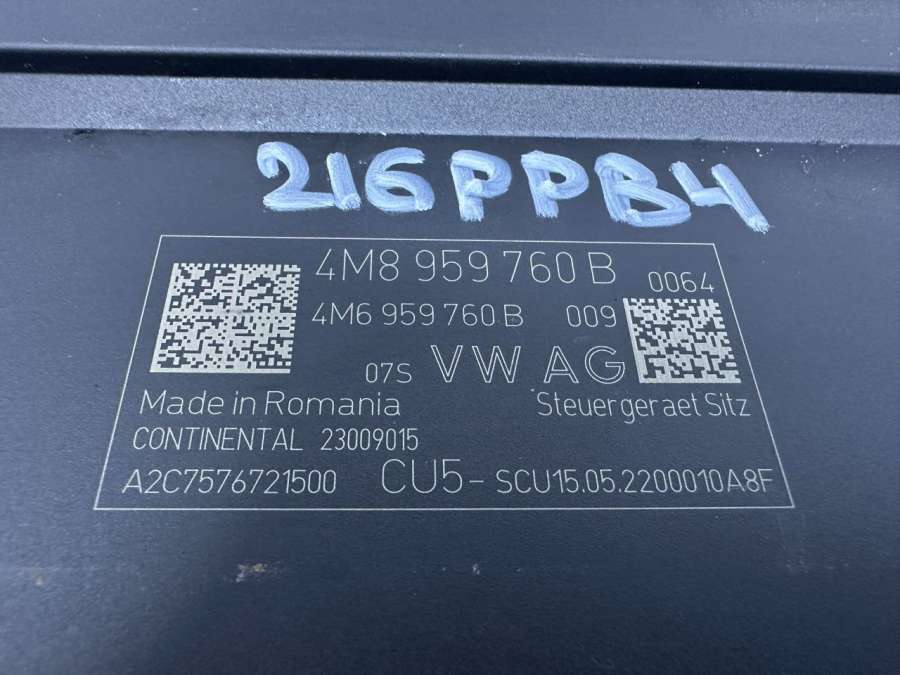 216PPB4
4M8 959 760 B 0064
4M6 959 760 B 009
07S VW AG
Made in Romania Steuergeraet Sitz
CONTINENTAL 23009015
A2C7576721500 CU5-SCU15.05.2200010A8F